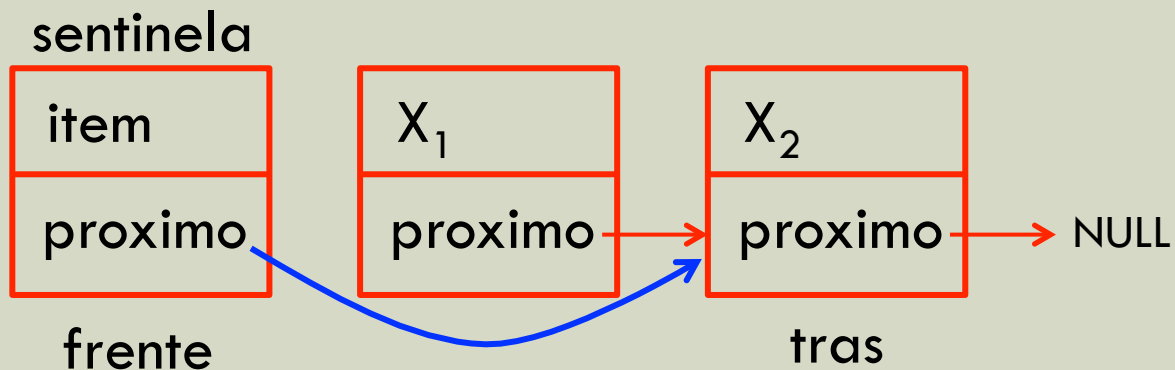 sentinela
item X₁ X₂
proximo proximo proximo NULL
frente tras